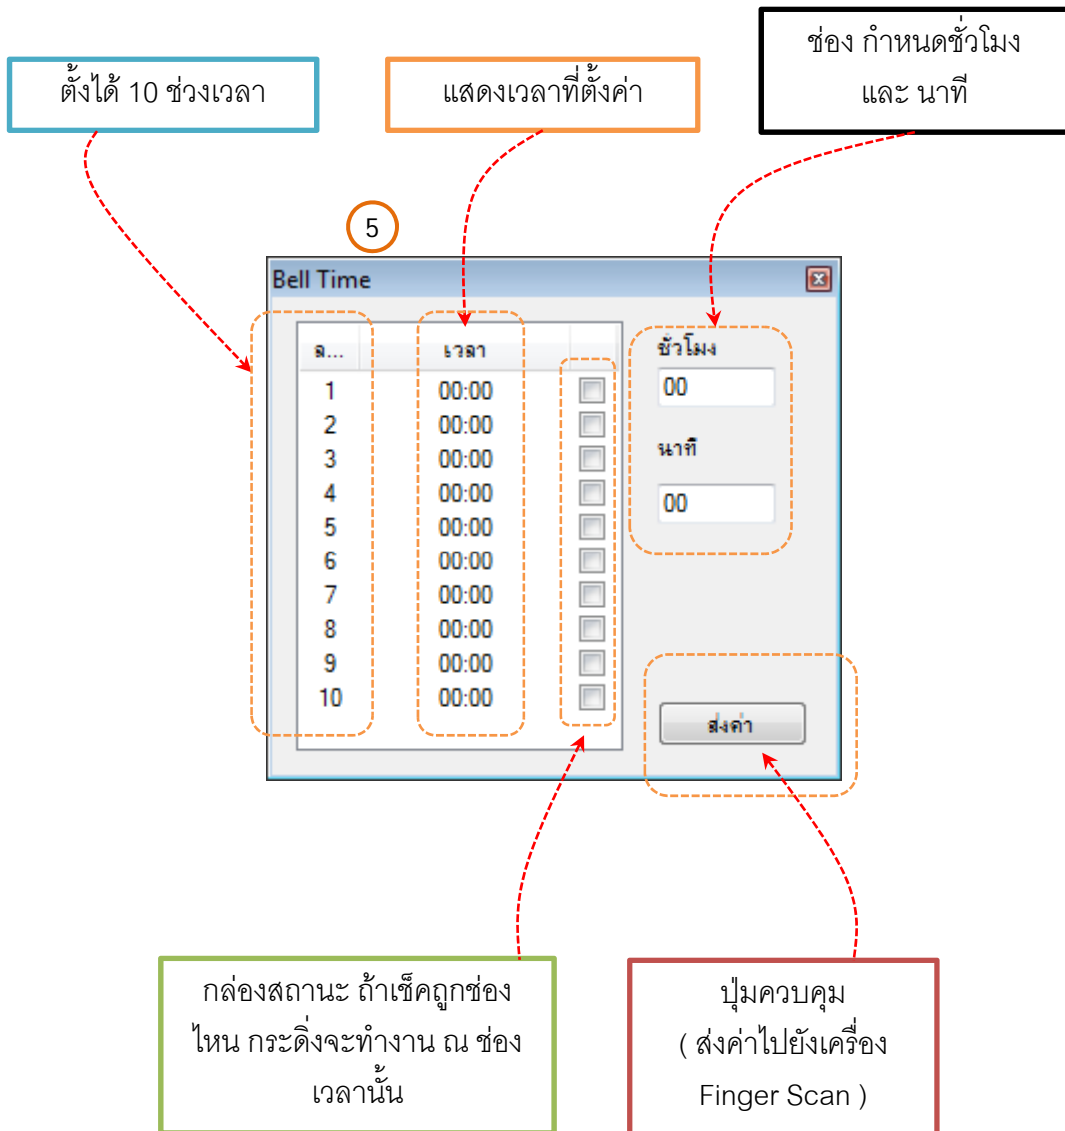 ช่อง กำหนดชั่วโมง
และ นาที
ตั้งได้ 10 ช่วงเวลา
แสดงเวลาที่ตั้งค่า
5
Bell Time
ล... เวลา
1 00:00
2 00:00
3 00:00
4 00:00
5 00:00
6 00:00
7 00:00
8 00:00
9 00:00
10 00:00
ชั่วโมง
00
นาที
00
ส่งค่า
กล่องสถานะ ถ้าเช็คถูกช่อง
ไหน กระดิ่งจะทำงาน ณ ช่อง
เวลานั้น
ปุ่มควบคุม
( ส่งค่าไปยังเครื่อง
Finger Scan )